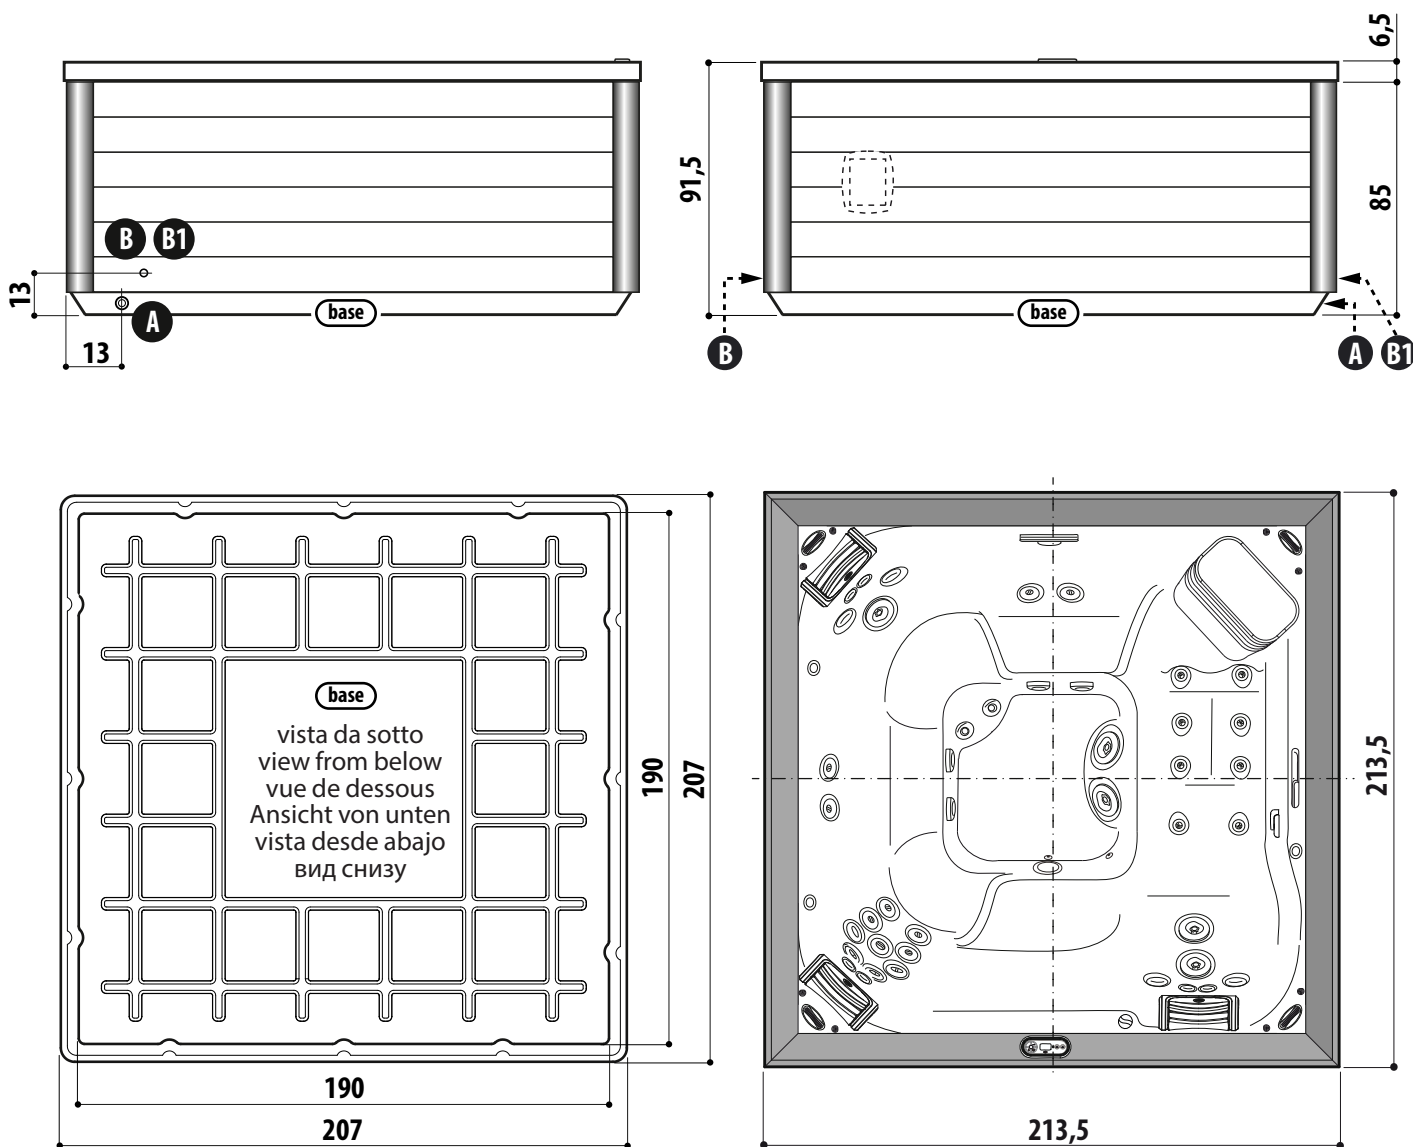 6,5
91,5
85
B B1
13
A
base
13
base
B
A
B1
base
vista da sotto
view from below
vue de dessous
Ansicht von unten
vista desde abajo
вид снизу
190
207
190
207
213,5
213,5